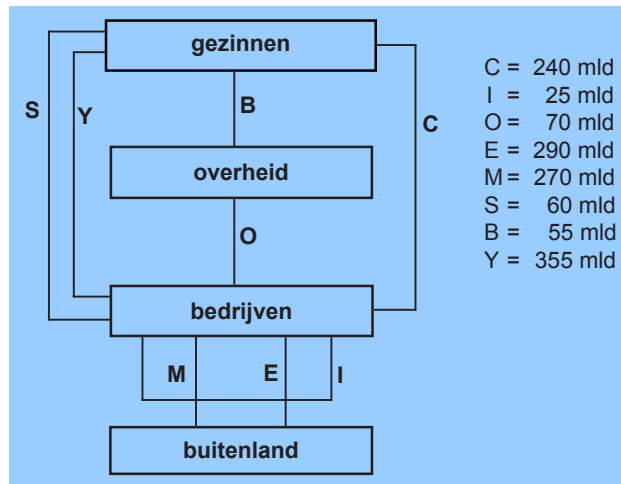 gezinnen
S
Y
B
C
overheid
O
bedrijven
M
E
I
buitenland
C = 240 mld
I = 25 mld
O = 70 mld
E = 290 mld
M = 270 mld
S = 60 mld
B = 55 mld
Y = 355 mld